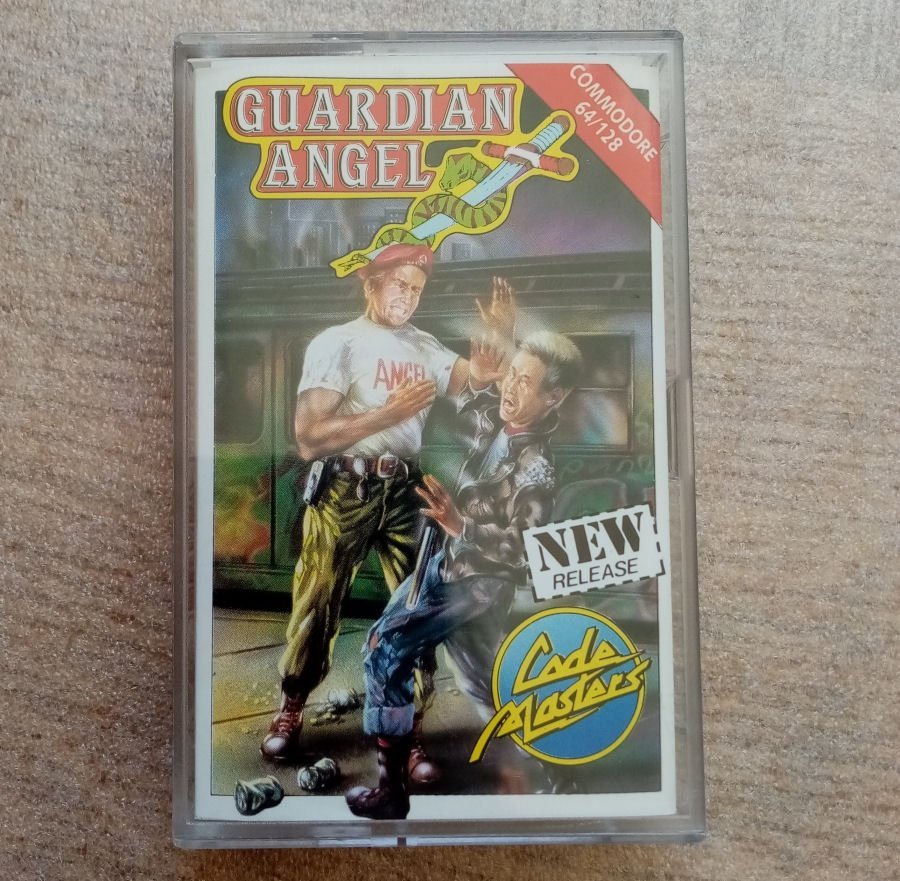 GUARDIAN
ANGEL
COMMODORE
64/128
ANGEL
NEW
RELEASE
Code
Masters